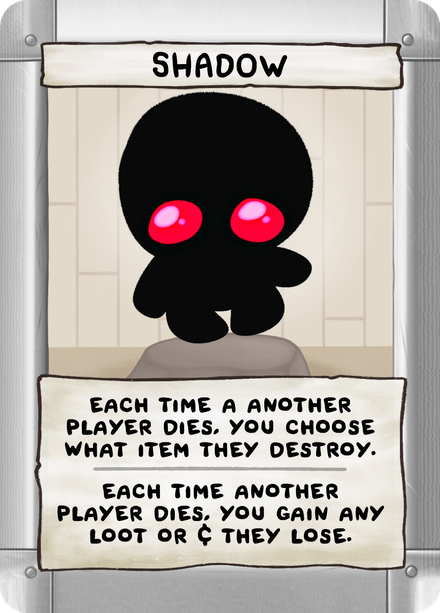 SHADOW
EACH TIME A ANOTHER
PLAYER DIES, YOU CHOOSE
WHAT ITEM THEY DESTROY.
EACH TIME ANOTHER
PLAYER DIES, YOU GAIN ANY
LOOT OR ¢ THEY LOSE.